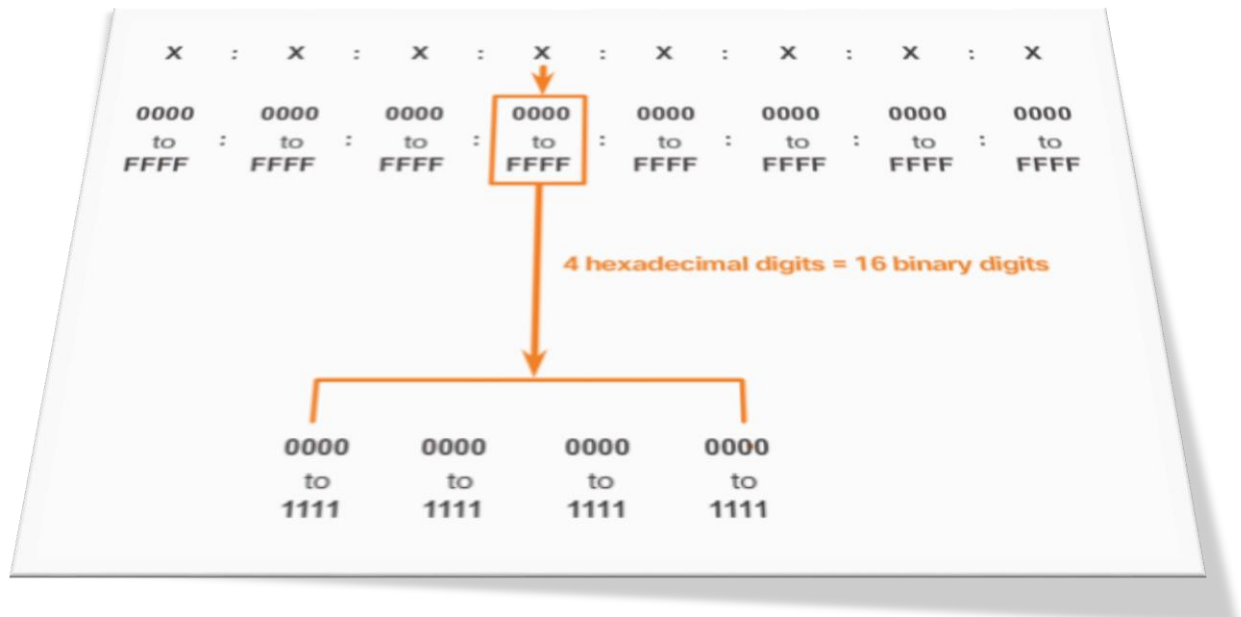 X : X : X : X : X : X : X : X
0000 0000 0000 0000 0000 0000 0000 0000
to : to : to : to : to : to : to : to
FFFF FFFF FFFF FFFF FFFF FFFF FFFF FFFF
4 hexadecimal digits = 16 binary digits
0000 0000 0000 0000
to to to to
1111 1111 1111 1111